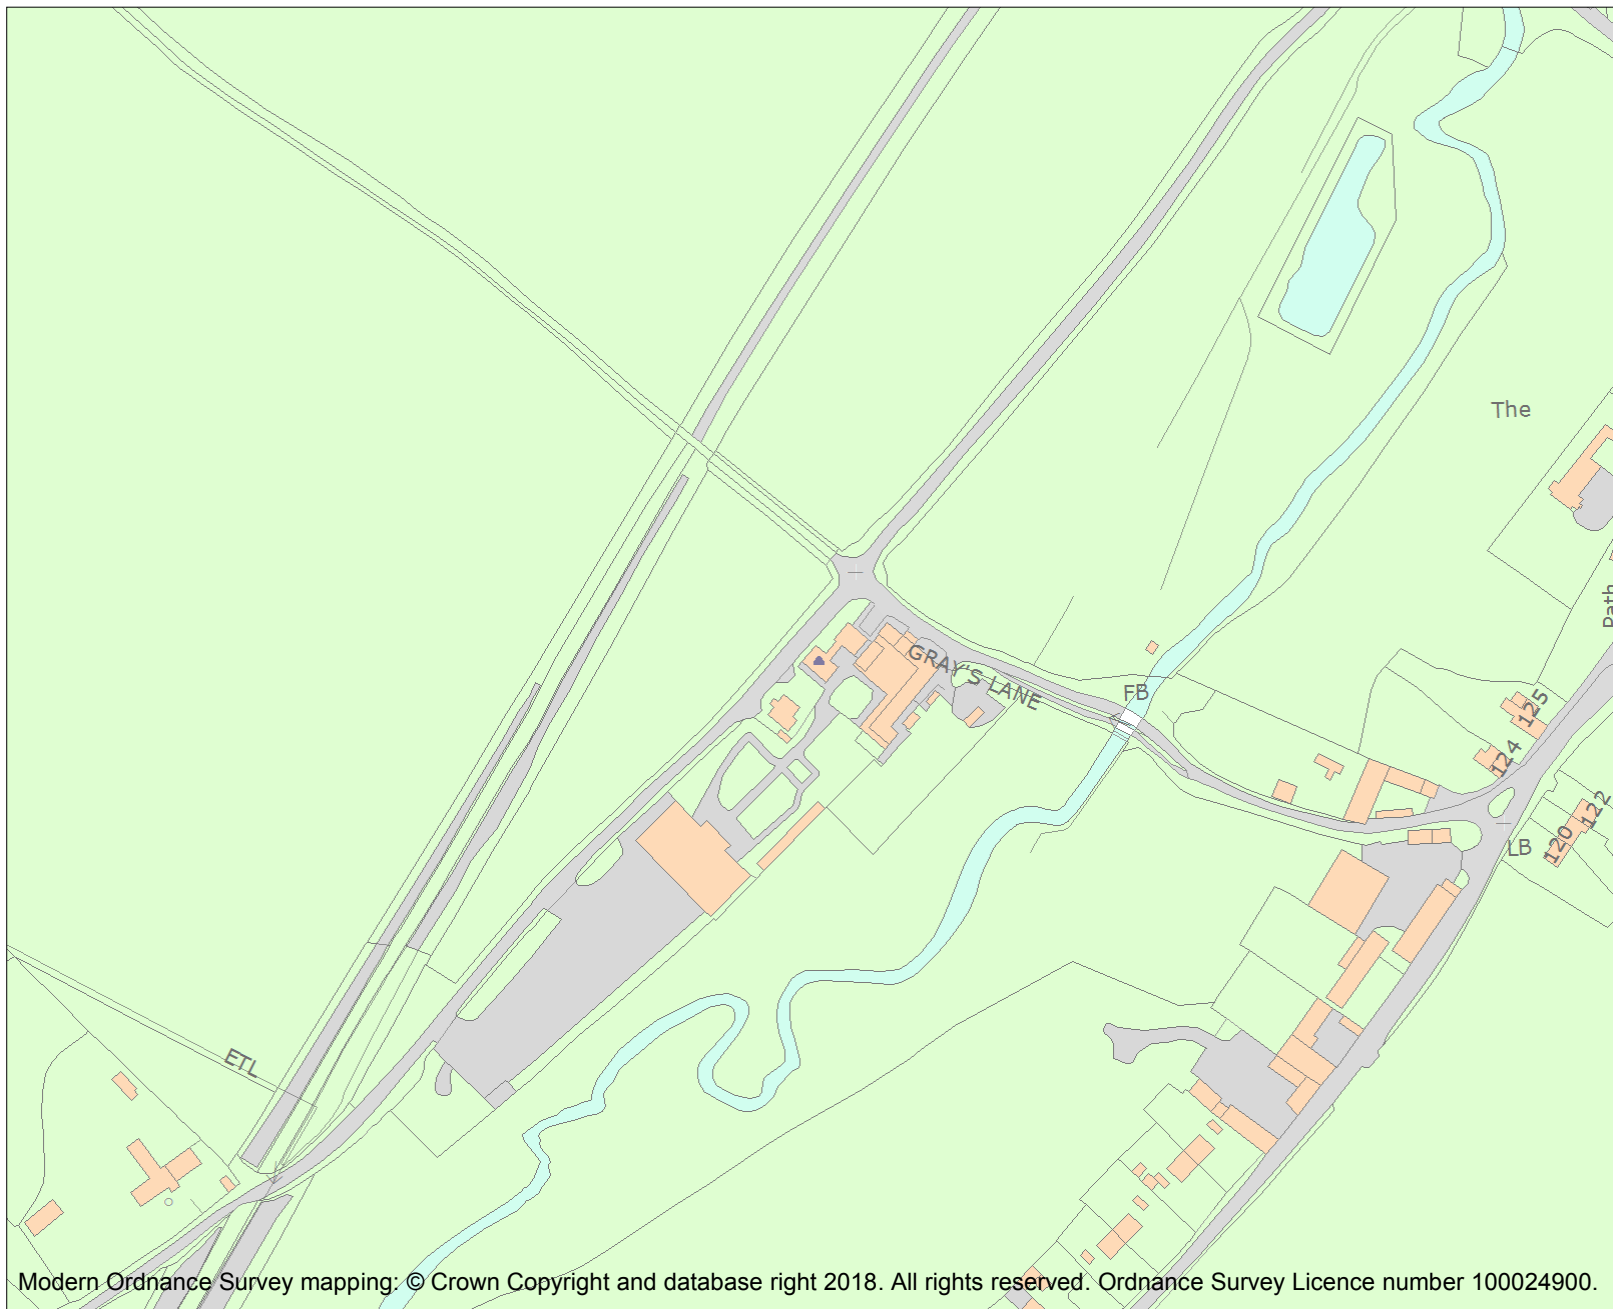 The
Path
GRAY'S LANE
FB
125
124
122
120
LB
ETL
Modern Ordnance Survey mapping: © Crown Copyright and database right 2018. All rights reserved. Ordnance Survey Licence number 100024900.